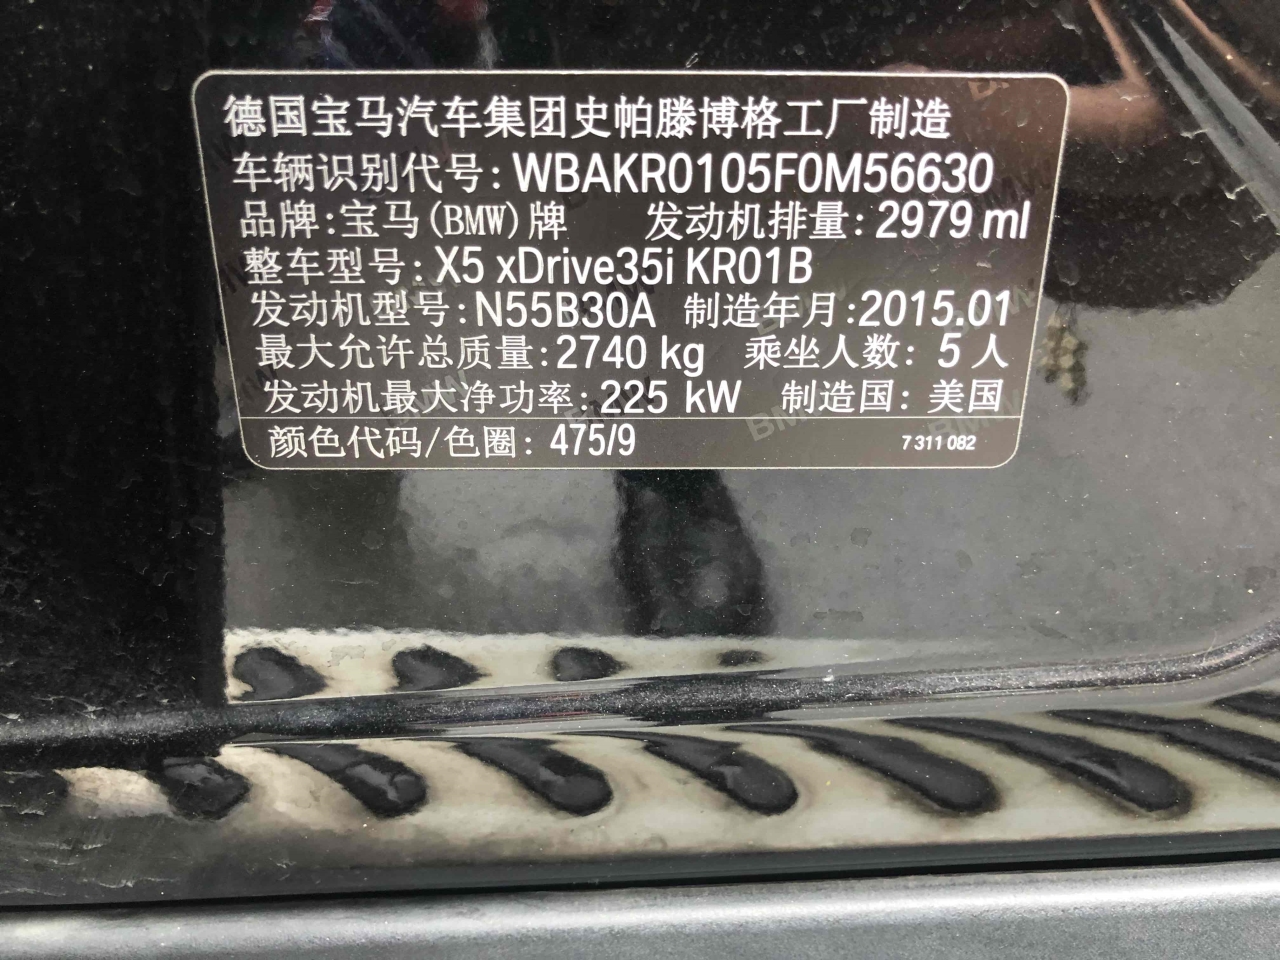 德国宝马汽车集团史帕滕博格工厂制造
车辆识别代号: WBAKR0105F0M56630
品牌:宝马(BMW)牌 发动机排量: 2979 ml
整车型号: X5 xDrive35i KR01B
发动机型号: N55B30A 制造年月:2015.01
最大允许总质量:2740 kg 乘坐人数: 5人
发动机最大净功率: 225 kW 制造国: 美国
颜色代码/色圈: 475/9 7 311 082